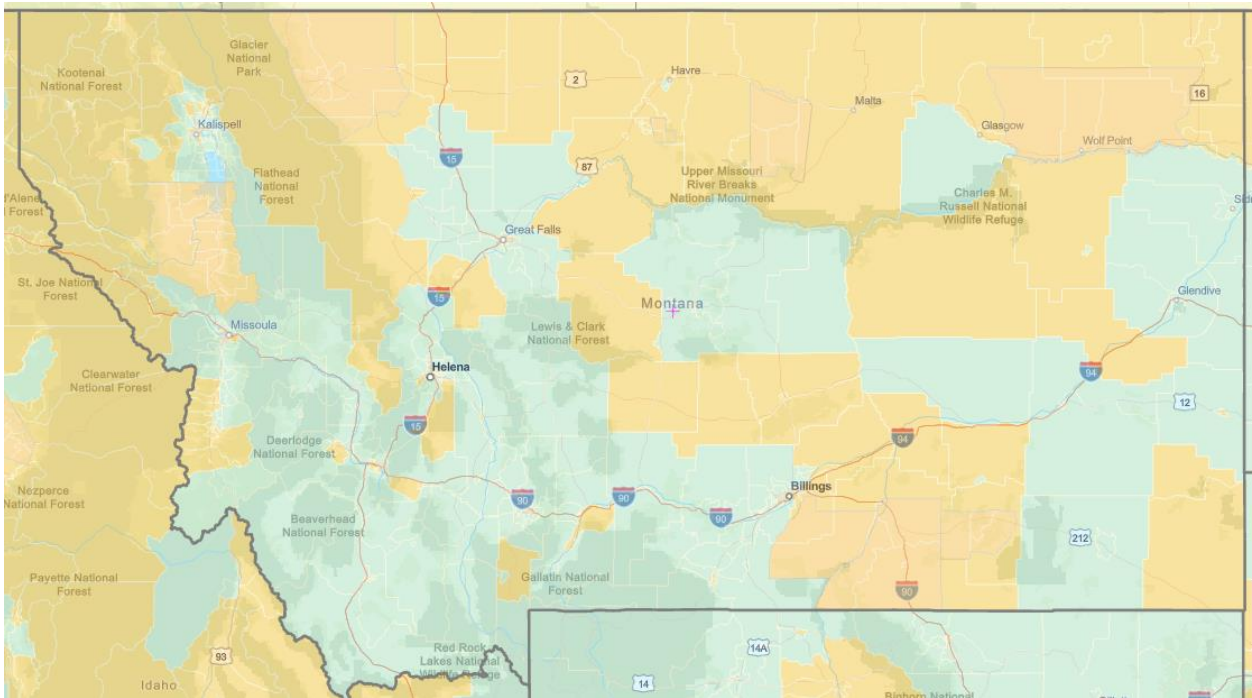 Glacier
National
Park
Kootenai
National Forest
2
Havre
16
Malta
Kalispell
Glasgow
Wolf Point
15
87
Flathead
National
Forest
Upper Missouri
River Breaks
National Monument
Charles M.
Russell National
Wildlife Refuge
Great Falls
St. Joe National
Forest
15
Montana
Glendive
Missoula
Lewis & Clark
National Forest
Helena
Clearwater
National Forest
94
12
15
94
Deerlodge
National Forest
Nezperce
National Forest
90
90
Billings
90
Beaverhead
National Forest
212
Payette National
Forest
Gallatin National
Forest
90
Red Rock
Lakes National
Wildlife Refuge
14A
93
Idaho
14
Bighorn National